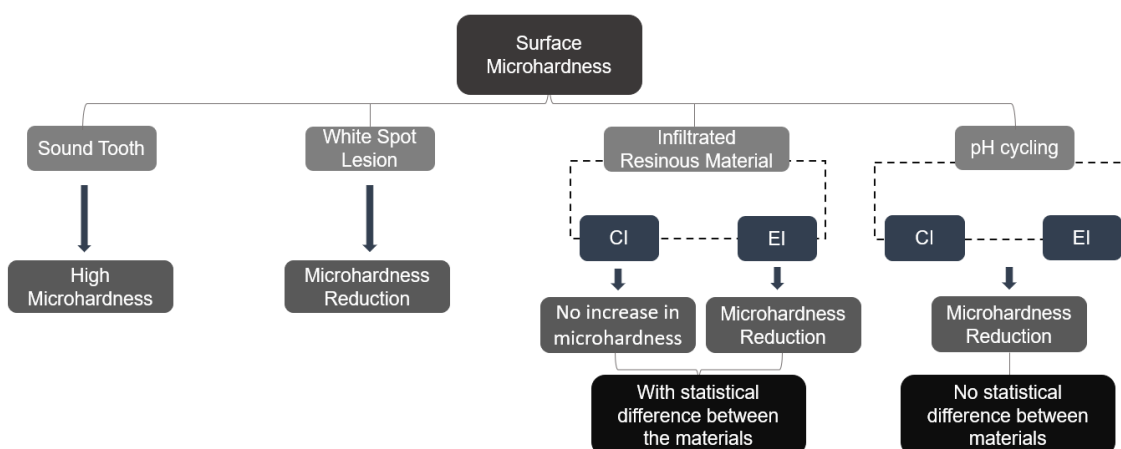 Surface
Microhardness
Sound Tooth
White Spot
Lesion
Infiltrated
Resinous Material
pH cycling
CI
EI
CI
EI
High
Microhardness
Microhardness
Reduction
No increase in
microhardness
Microhardness
Reduction
Microhardness
Reduction
With statistical
difference between
the materials
No statistical
difference between
materials